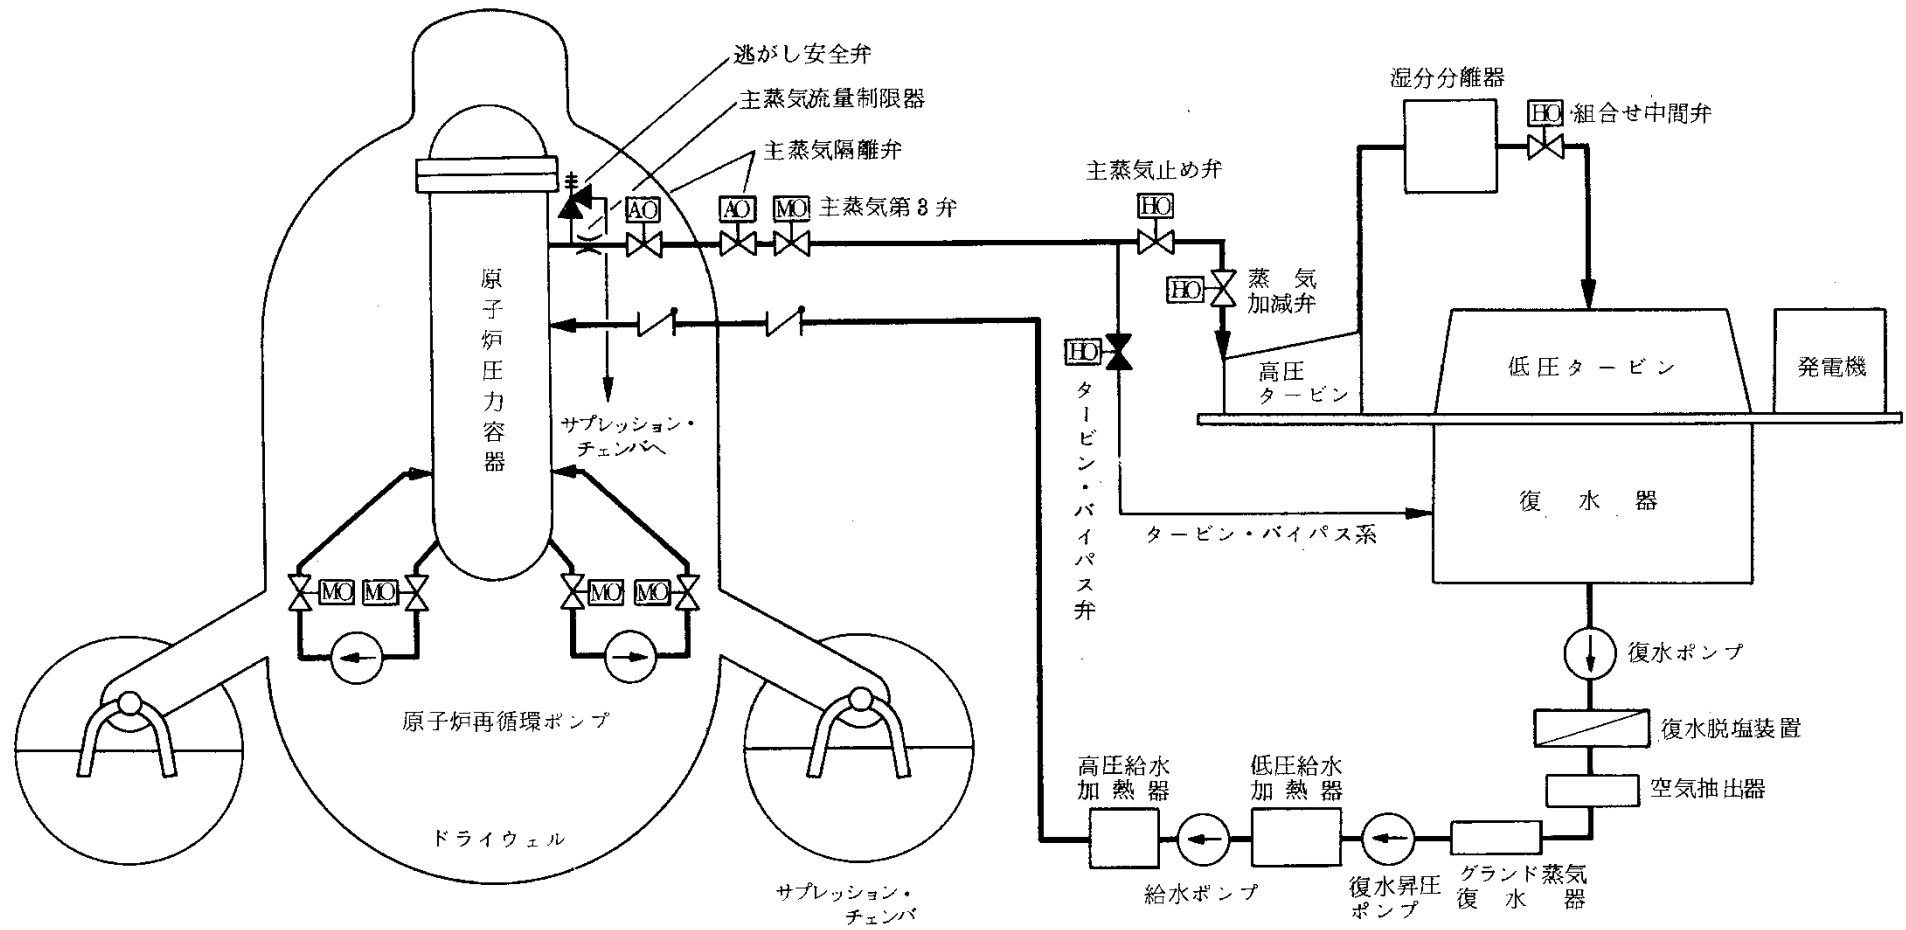 逃がし安全弁
主蒸気流量制限器
主蒸気隔離弁
AO
AO
MO
主蒸気第3弁
主蒸気止め弁
HO
HO
蒸気
加減弁
湿分分離器
HO
組合せ中間弁
原子炉圧力容器
サプレッション・
チェンバへ
HO
タービン・バイパス弁
高圧
タービン
低圧タービン
発電機
復水器
タービン・バイパス系
MO
MO
MO
MO
原子炉再循環ポンプ
ドライウェル
サプレッション・
チェンバ
復水ポンプ
復水脱塩装置
空気抽出器
高圧給水
加熱器
低圧給水
加熱器
給水ポンプ
復水昇圧
ポンプ
グランド蒸気
復水器